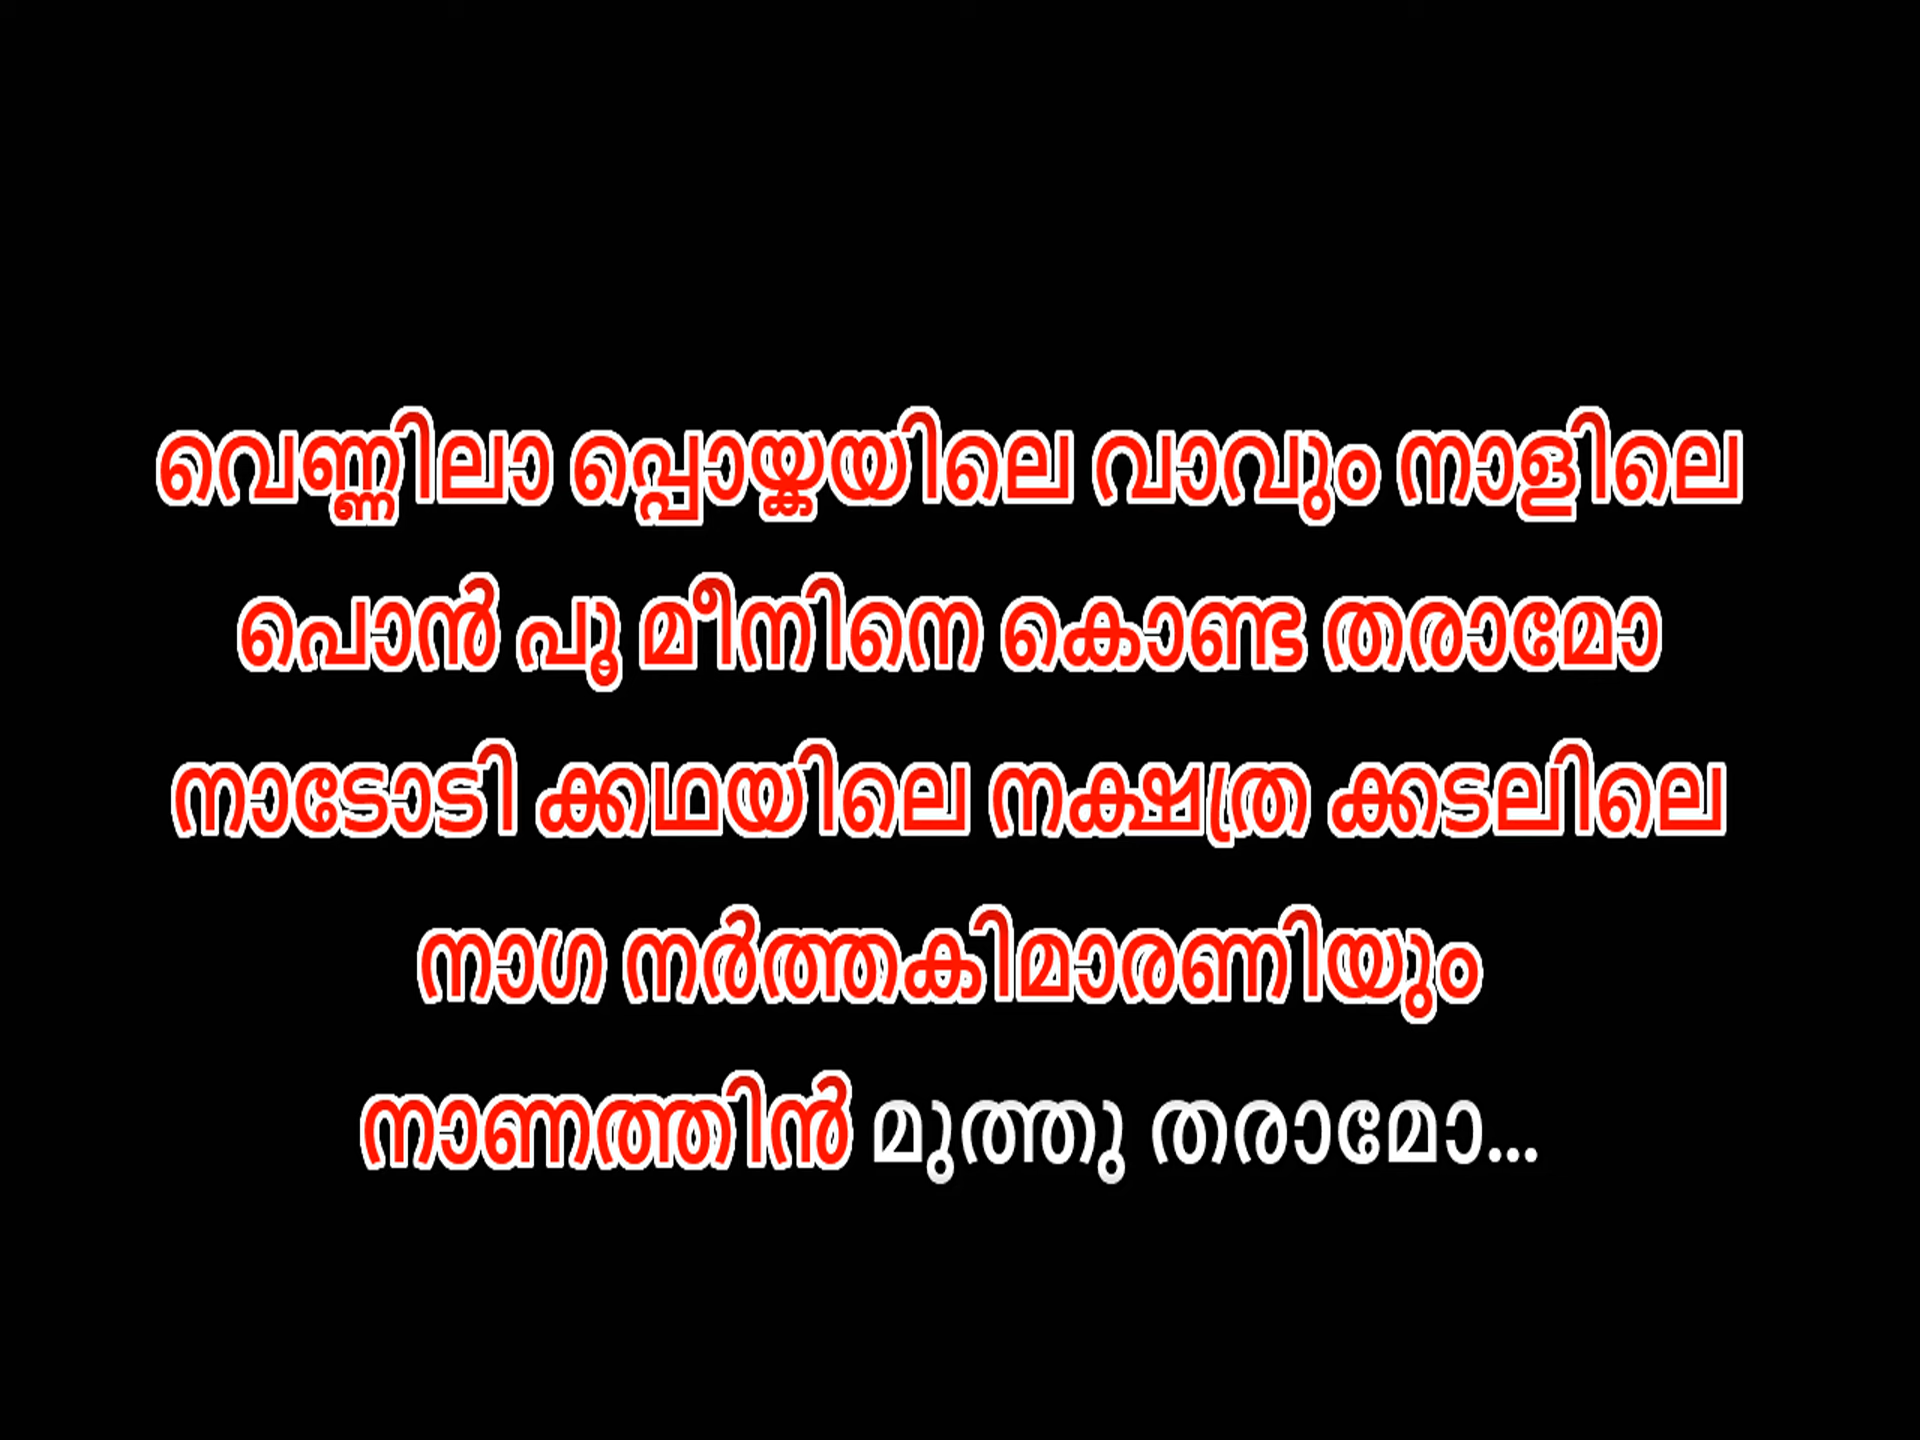 വെണ്ണിലാ പ്പൊയ്കയിലെ വാവും നാളിലെ
പൊൻ പൂ മീനിനെ കൊണ്ട തരാമോ
നാടോടി ക്കഥയിലെ നക്ഷത്ര ക്കടലിലെ
നാഗ നർത്തകിമാരണിയും
നാണത്തിൻ മുത്തു തരാമോ...